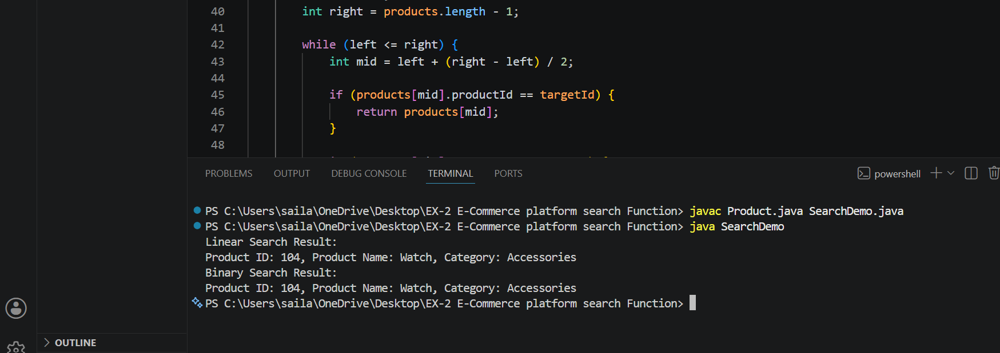 40 int right = products.length - 1;
41
42 while (left <= right) {
43 int mid = left + (right - left) / 2;
44
45 if (products[mid].productId == targetId) {
46 return products[mid];
47 }
48
PROBLEMS OUTPUT DEBUG CONSOLE TERMINAL PORTS powershell
PS C:\Users\saila\OneDrive\Desktop\EX-2 E-Commerce platform search Function> javac Product.java SearchDemo.java
PS C:\Users\saila\OneDrive\Desktop\EX-2 E-Commerce platform search Function> java SearchDemo
Linear Search Result:
Product ID: 104, Product Name: Watch, Category: Accessories
Binary Search Result:
Product ID: 104, Product Name: Watch, Category: Accessories
PS C:\Users\saila\OneDrive\Desktop\EX-2 E-Commerce platform search Function>
OUTLINE